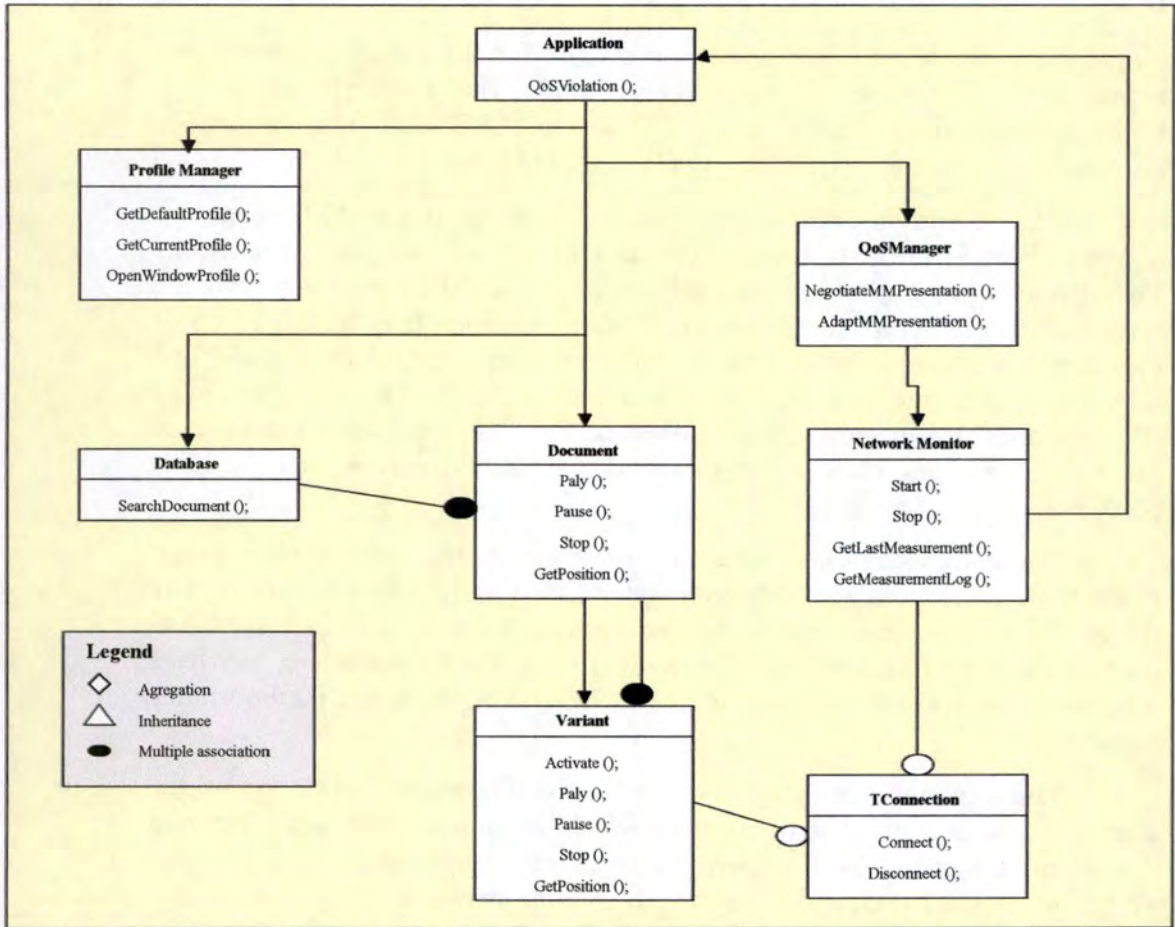 Application
QoSViolation ();
Profile Manager
GetDefaultProfile ();
GetCurrentProfile ();
OpenWindowProfile ();
QoSManager
NegotiateMMPresentation ();
AdaptMMPresentation ();
Database
SearchDocument ();
Document
Paly ();
Pause ();
Stop ();
GetPosition ();
Network Monitor
Start ();
Stop ();
GetLastMeasurement ();
GetMeasurementLog ();
Legend
Agregation
Inheritance
Multiple association
Variant
Activate ();
Paly ();
Pause ();
Stop ();
GetPosition ();
TConnection
Connect ();
Disconnect ();